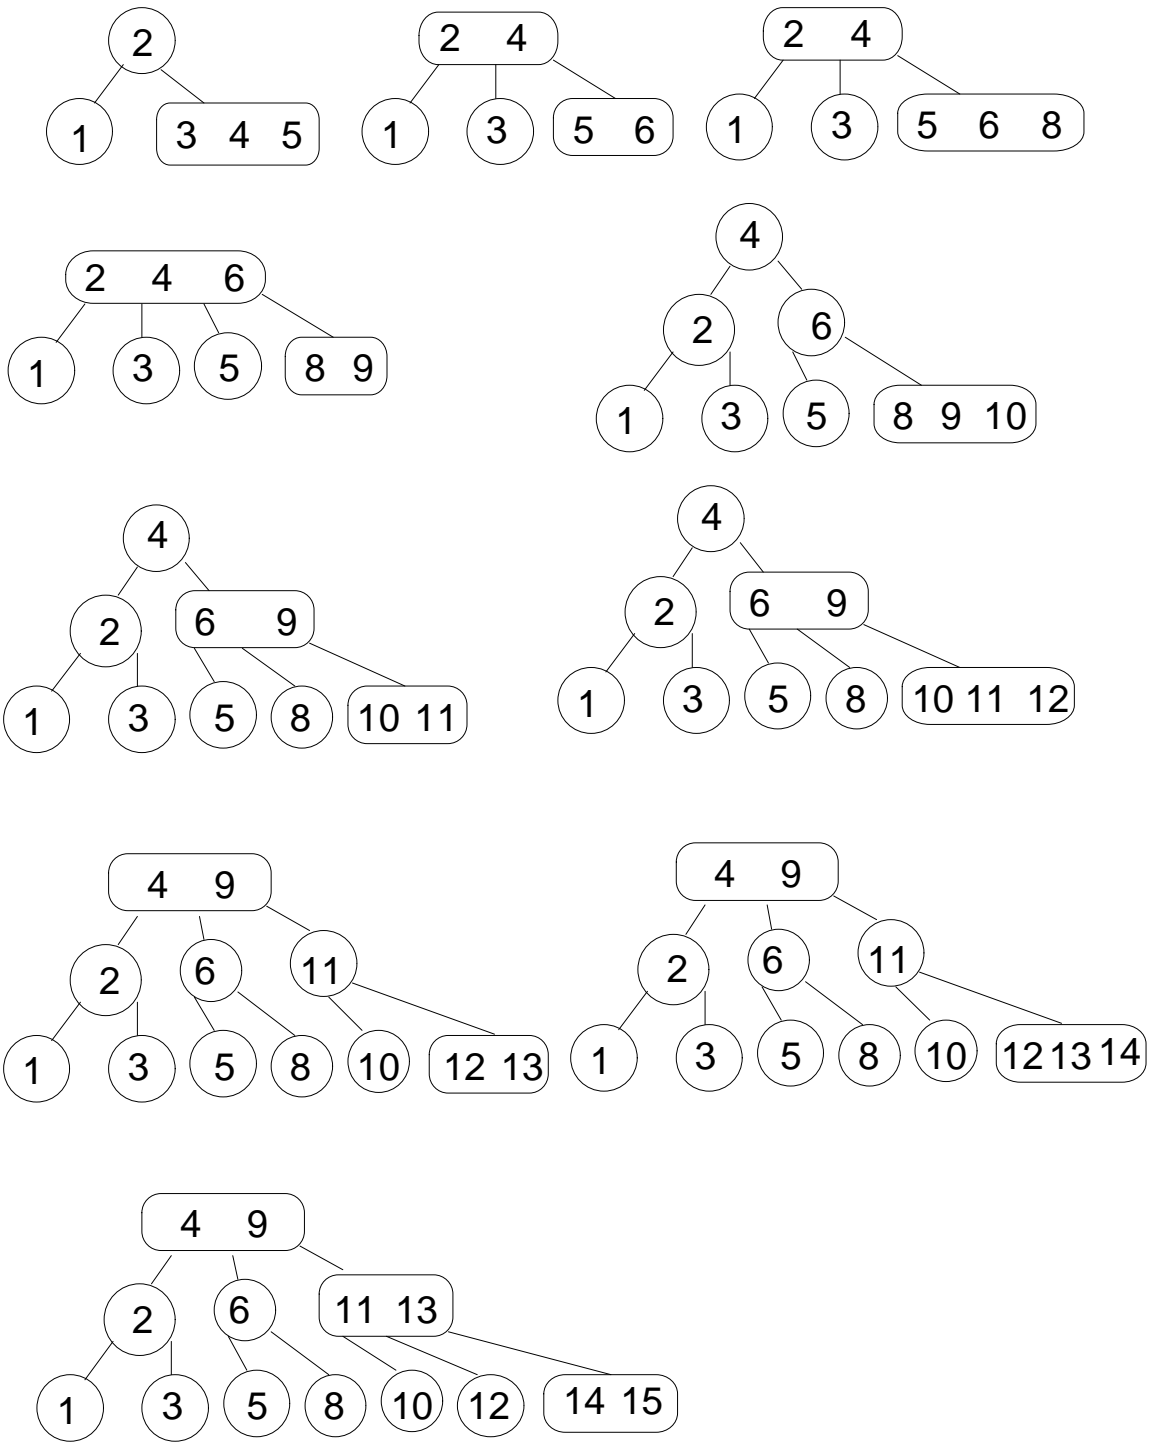 2
1 3 4 5
2 4
1 3 5 6
2 4
1 3 5 6 8
2 4 6
1 3 5 8 9
4
2 6
1 3 5 8 9 10
4
2 6 9
1 3 5 8 10 11
4
2 6 9
1 3 5 8 10 11 12
4 9
2 6 11
1 3 5 8 10 12 13
4 9
2 6 11
1 3 5 8 10 12 13 14
4 9
2 6 11 13
1 3 5 8 10 12 14 15